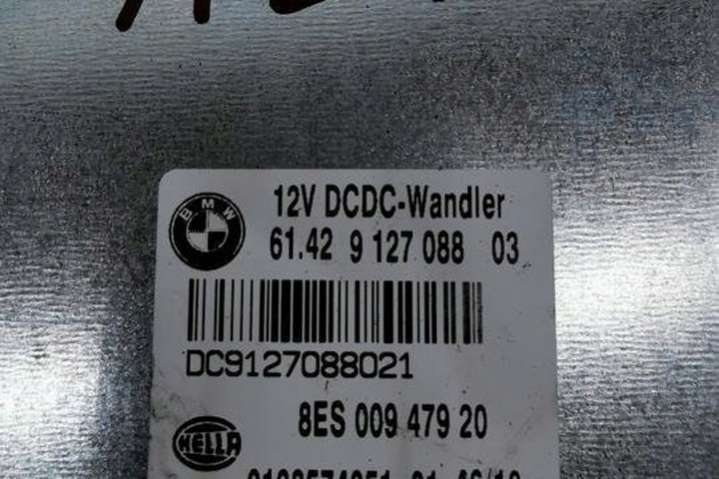 BMW
12V DCDC-Wandler
61.42 9 127 088 03
DC9127088021
8ES 009 479 20
HELLA